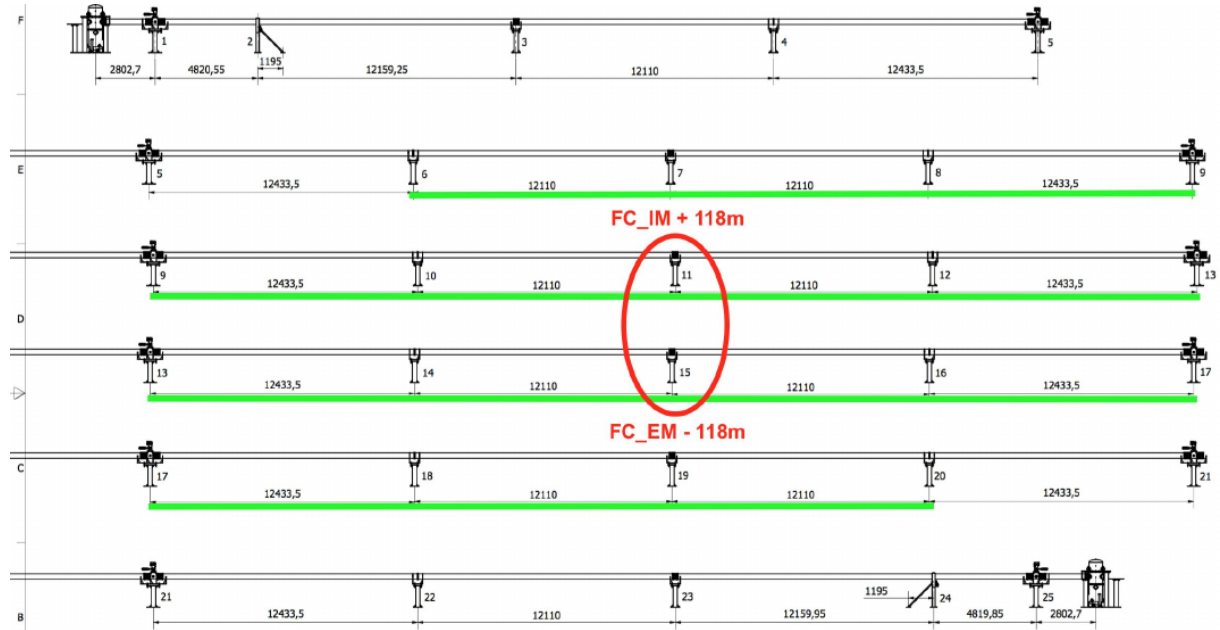 F
1 2 3 4 5
2802,7 4820,55 1195 12159,25 12110 12433,5
E
5 6 7 8 9
12433,5 12110 12110 12433,5
FC_IM + 118m
9 10 11 12 13
12433,5 12110 12110 12433,5
D
13 14 15 16 17
12433,5 12110 12110 12433,5
FC_EM - 118m
C
17 18 19 20 21
12433,5 12110 12110 12433,5
21 22 23 1195 24 25
12433,5 12110 12159,95 4819,85 2802,7
B